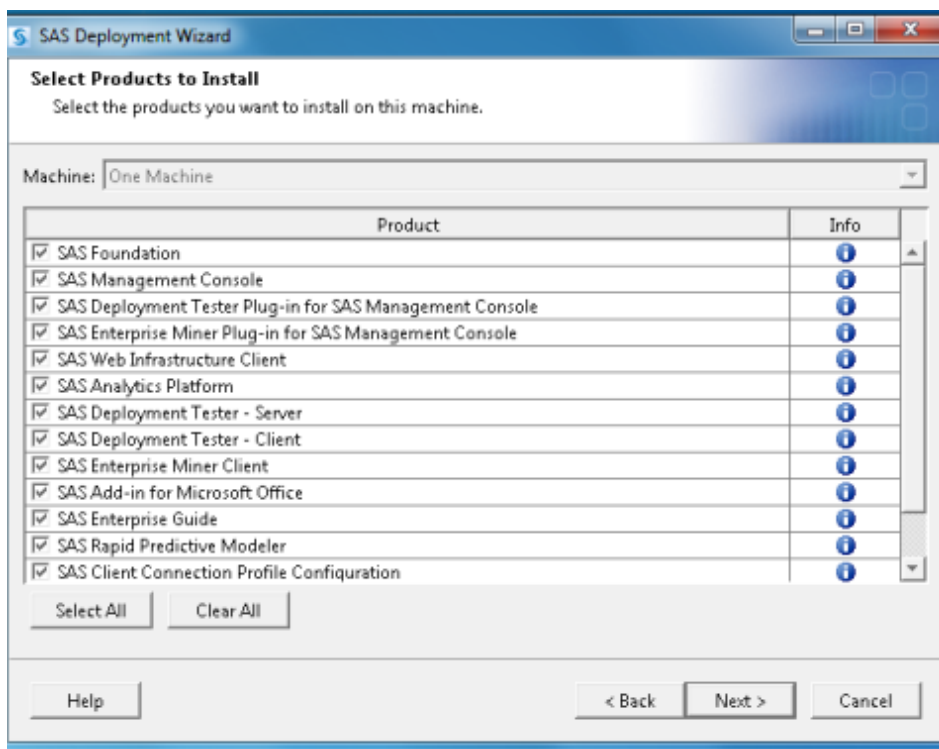 SAS Deployment Wizard
Select Products to Install
Select the products you want to install on this machine.
Machine: One Machine
Product Info
SAS Foundation
SAS Management Console
SAS Deployment Tester Plug-in for SAS Management Console
SAS Enterprise Miner Plug-in for SAS Management Console
SAS Web Infrastructure Client
SAS Analytics Platform
SAS Deployment Tester - Server
SAS Deployment Tester - Client
SAS Enterprise Miner Client
SAS Add-in for Microsoft Office
SAS Enterprise Guide
SAS Rapid Predictive Modeler
SAS Client Connection Profile Configuration
Select All Clear All
Help < Back Next > Cancel